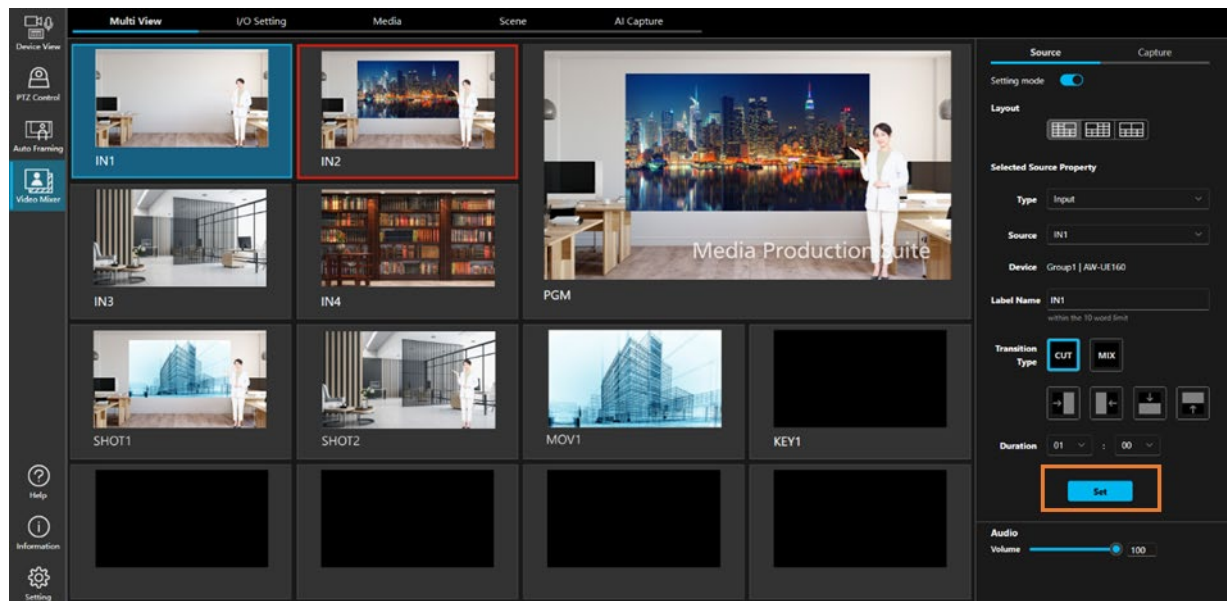 Multi View
I/O Setting
Media
Scene
AI Capture
Device View
PTZ Control
Auto Framing
Video Mixer
Help
Information
Setting
IN1
IN2
Media Production Suite
PGM
IN3
IN4
SHOT1
SHOT2
MOV1
KEY1
Source
Capture
Setting mode
Layout
Selected Source Property
Type
Input
Source
IN1
Device
Group1 | AW-UE160
Label Name
IN1
within the 10 word limit
Transition
Type
CUT
MIX
Duration
01
:
00
Set
Audio
Volume
100